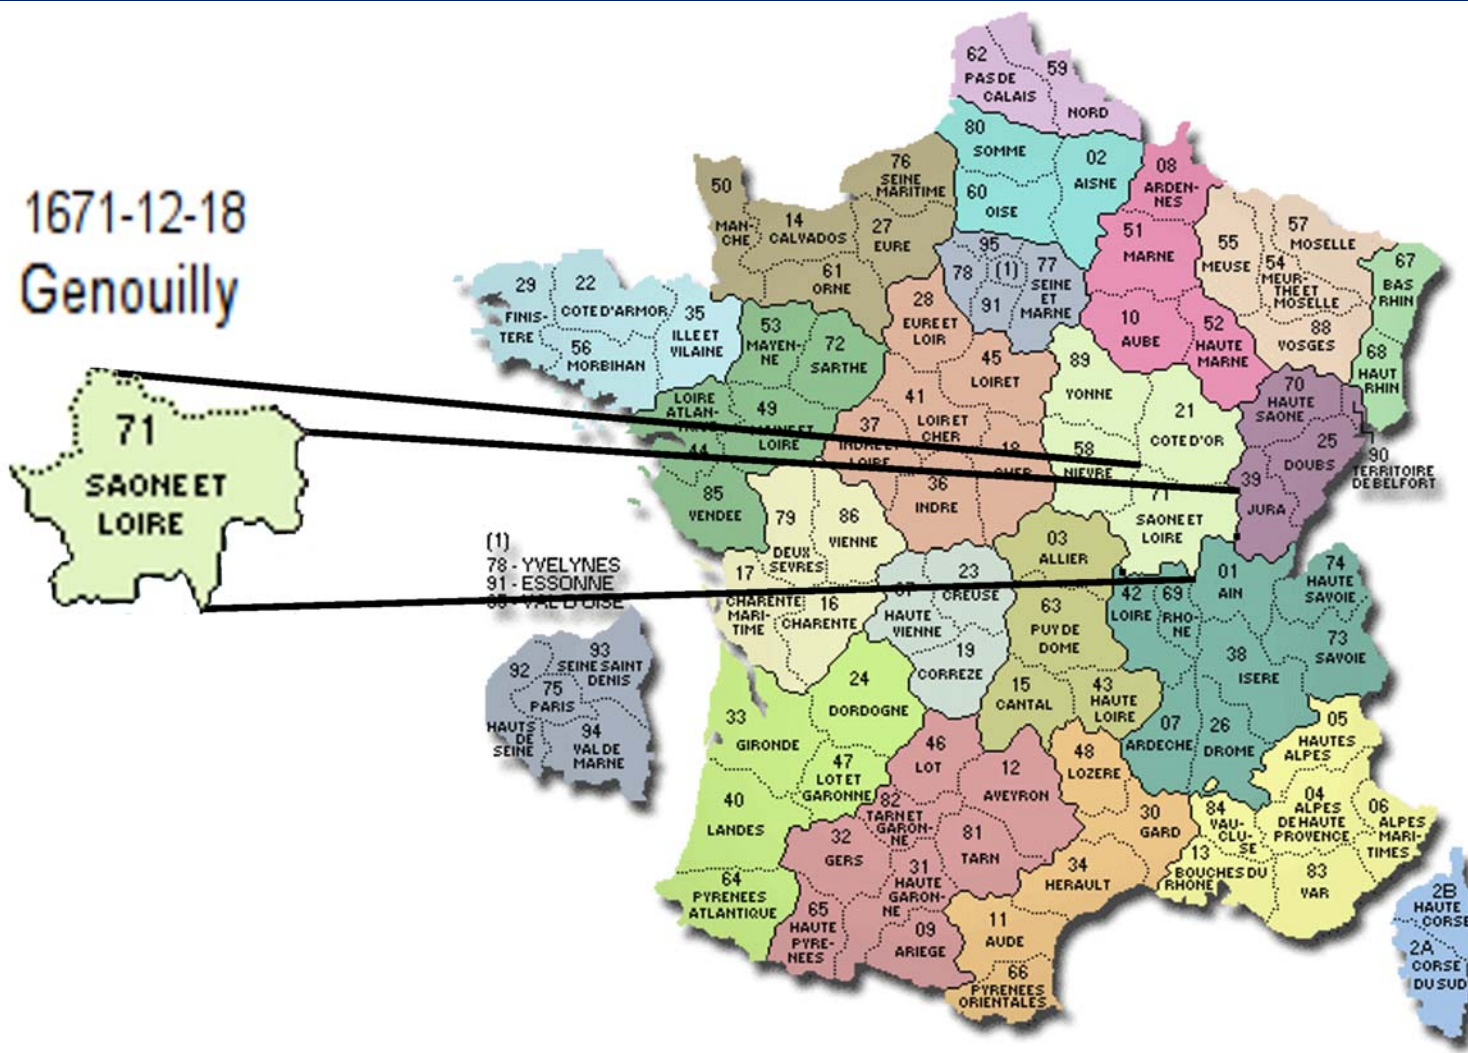 1671-12-18
Genouilly
71
SAONE ET
LOIRE
62
PAS DE
CALAIS
59
NORD
80
SOMME
02
AISNE
60
OISE
08
ARDEN-
NES
76
SEINE
MARITIME
50
MAN-
CHE
14
CALVADOS
27
EURE
61
ORNE
95
78
(1)
91
77
SEINE
ET
MARNE
51
MARNE
10
AUBE
52
HAUTE
MARNE
55
MEUSE
54
MEUR-
THE ET
MOSELLE
57
MOSELLE
88
VOSGES
67
BAS
RHIN
68
HAUT
RHIN
29
FINIS-
TERE
22
COTE D'ARMOR
56
MORBIHAN
35
ILLE ET
VILAINE
53
MAYEN-
NE
72
SARTHE
LOIRE
ATLAN-
44
49
LOIRE
85
VENDEE
28
EURE ET
LOIR
45
LOIRET
41
LOIR ET
CHER
37
INDRE ET
LOIRE
18
CHER
36
INDRE
89
YONNE
21
COTE D'OR
58
NIEVRE
71
SAONE ET
LOIRE
70
HAUTE
SAONE
25
DOUBS
39
JURA
90
TERRITOIRE
DE BELFORT
79
DEUX
SEVRES
86
VIENNE
17
CHARENTE
MARI-
TIME
16
CHARENTE
87
HAUTE
VIENNE
23
CREUSE
19
CORREZE
03
ALLIER
63
PUY DE
DOME
15
CANTAL
43
HAUTE
LOIRE
42
LOIRE
69
RHO-
NE
01
AIN
74
HAUTE
SAVOIE
73
SAVOIE
38
ISERE
07
ARDECHE
26
DROME
(1)
78 - YVELYNES
91 - ESSONNE
95 - VAL D'OISE
92
HAUTS
DE
SEINE
93
SEINE SAINT
DENIS
75
PARIS
94
VAL DE
MARNE
24
DORDOGNE
33
GIRONDE
47
LOT ET
GARONNE
40
LANDES
64
PYRENEES
ATLANTIQUE
46
LOT
12
AVEYRON
82
TARN ET
GARON-
NE
32
GERS
81
TARN
31
HAUTE
GARON-
NE
65
HAUTE
PYRE-
NEES
09
ARIEGE
48
LOZERE
30
GARD
34
HERAULT
11
AUDE
66
PYRENEES
ORIENTALES
05
HAUTES
ALPES
04
ALPES
DE HAUTE
PROVENCE
06
ALPES
MARI-
TIMES
84
VAU-
CLU-
SE
13
BOUCHES DU
RHONE
83
VAR
2B
HAUTE
CORSE
2A
CORSE
DU SUD